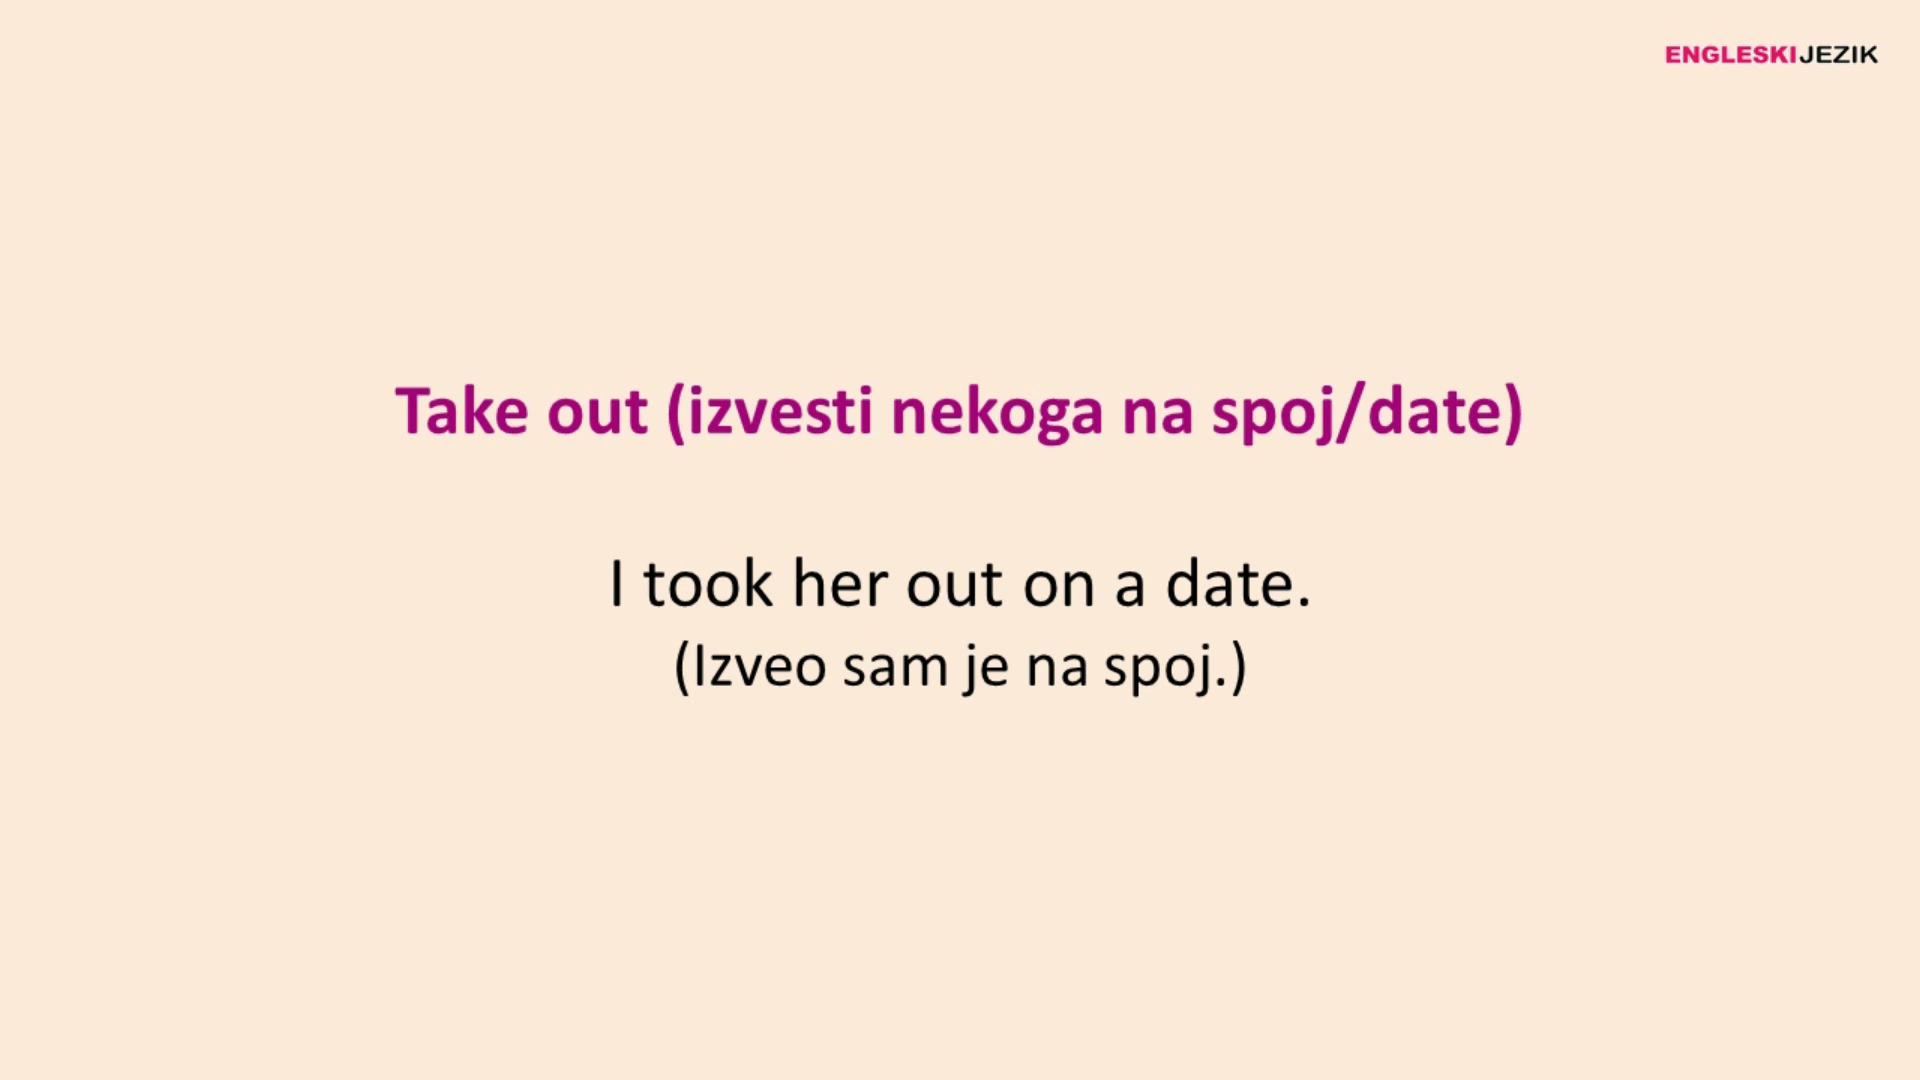 ENGLESKIJEZIK
Take out (izvesti nekoga na spoj/date)
I took her out on a date.
(Izveo sam je na spoj.)